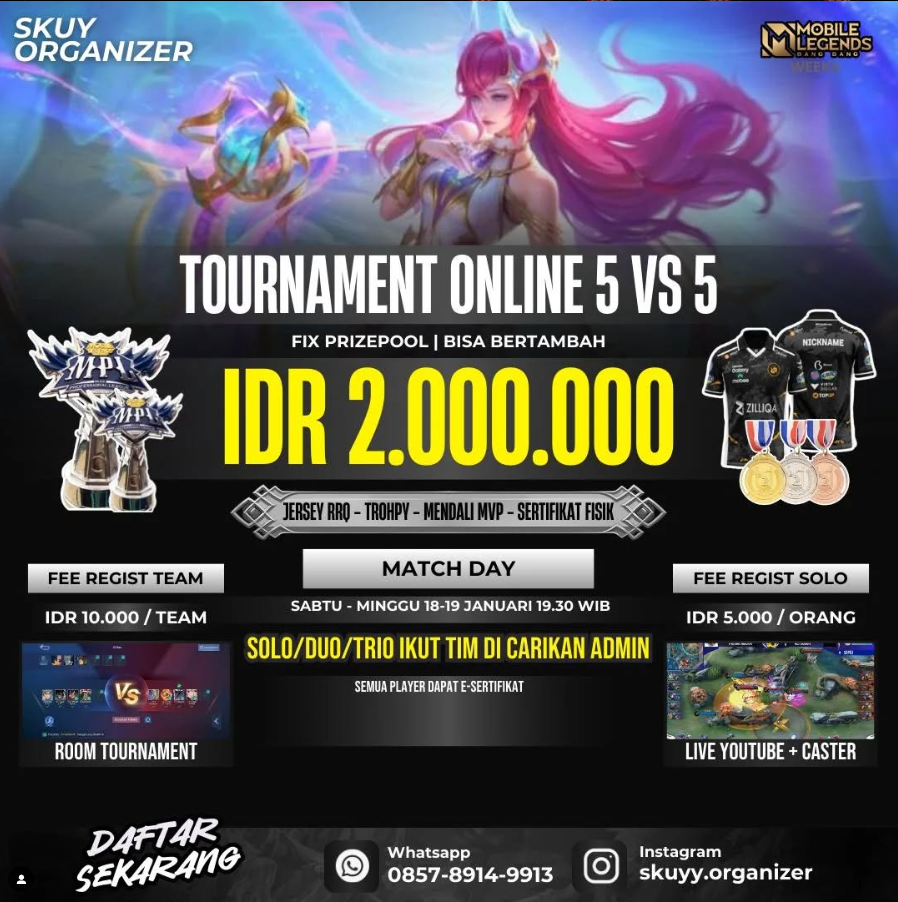 SKUY
ORGANIZER
MOBILE
LEGENDS
BANG BANG
WEEKS
TOURNAMENT ONLINE 5 VS 5
FIX PRIZEPOOL | BISA BERTAMBAH
IDR 2.000.000
MPL
MPL
NICKNAME
ZILLIQA
TOPUP
JERSEY RRQ - TROHPY - MENDALI MVP - SERTIFIKAT FISIK
FEE REGIST TEAM
MATCH DAY
FEE REGIST SOLO
IDR 10.000 / TEAM
SABTU - MINGGU 18-19 JANUARI 19.30 WIB
IDR 5.000 / ORANG
SOLO/DUO/TRIO IKUT TIM DI CARIKAN ADMIN
SEMUA PLAYER DAPAT E-SERTIFIKAT
VS
ROOM TOURNAMENT
LIVE YOUTUBE + CASTER
DAFTAR
SEKARANG
Whatsapp
0857-8914-9913
Instagram
skuyy.organizer